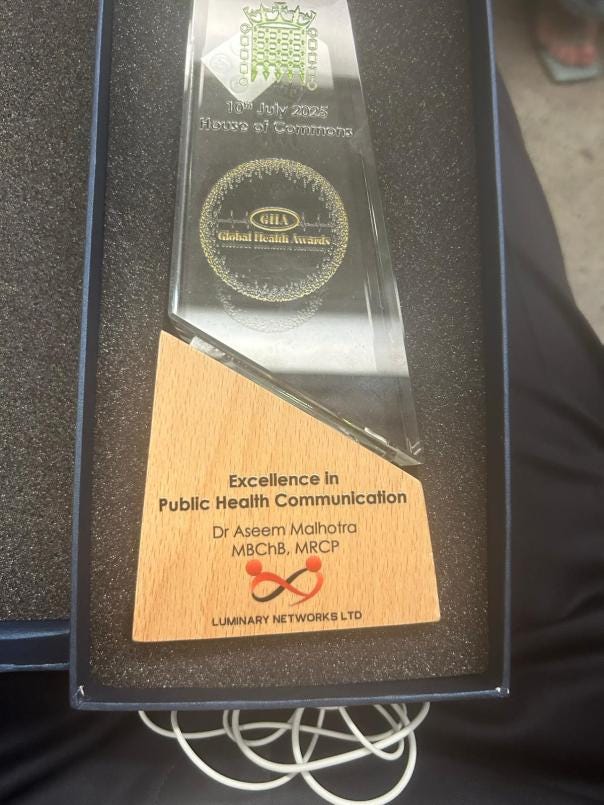 10th July 2025
House of Commons
GHA
Global Health Awards
Excellence in
Public Health Communication
Dr Aseem Malhotra
MBChB, MRCP
LUMINARY NETWORKS LTD